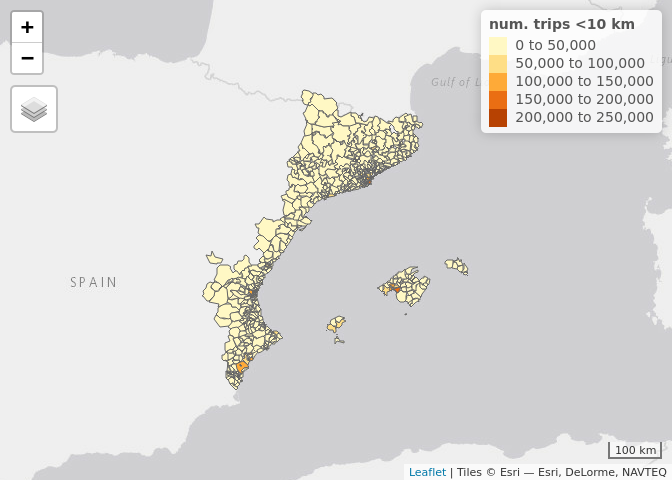 +
−
num. trips <10 km
0 to 50,000
50,000 to 100,000
100,000 to 150,000
150,000 to 200,000
200,000 to 250,000
Gulf of
SPAIN
100 km
Leaflet | Tiles © Esri — Esri, DeLorme, NAVTEQ